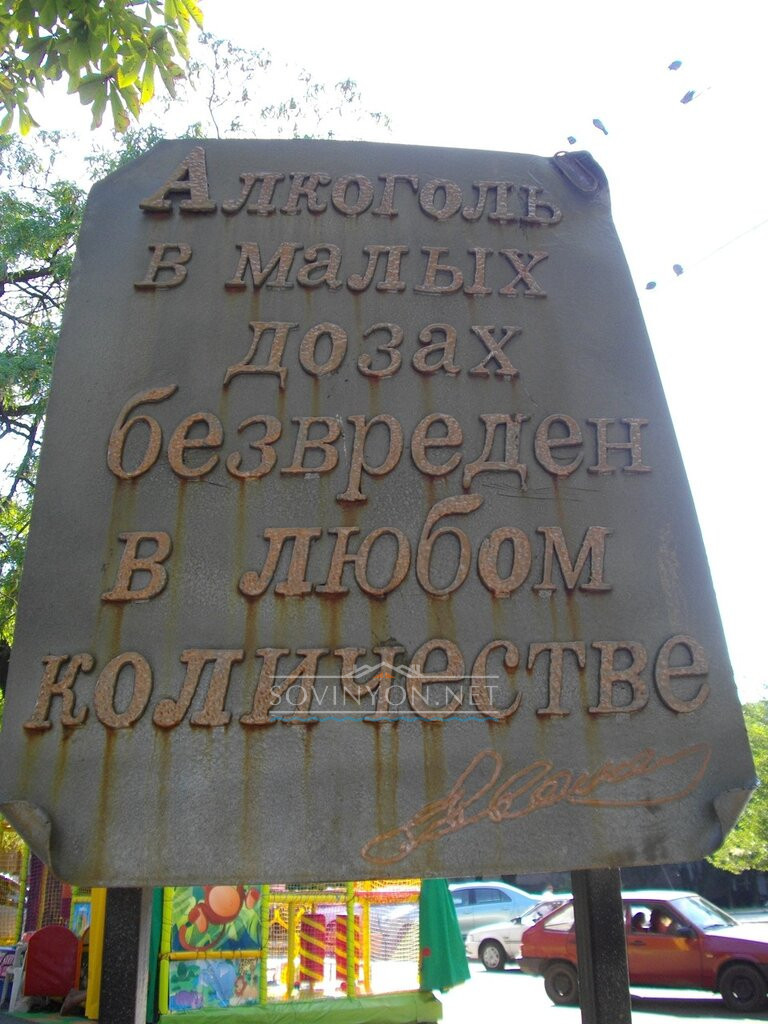 Алкоголь
в малых
дозах
безвреден
в любом
количестве
SOVINYON.NET